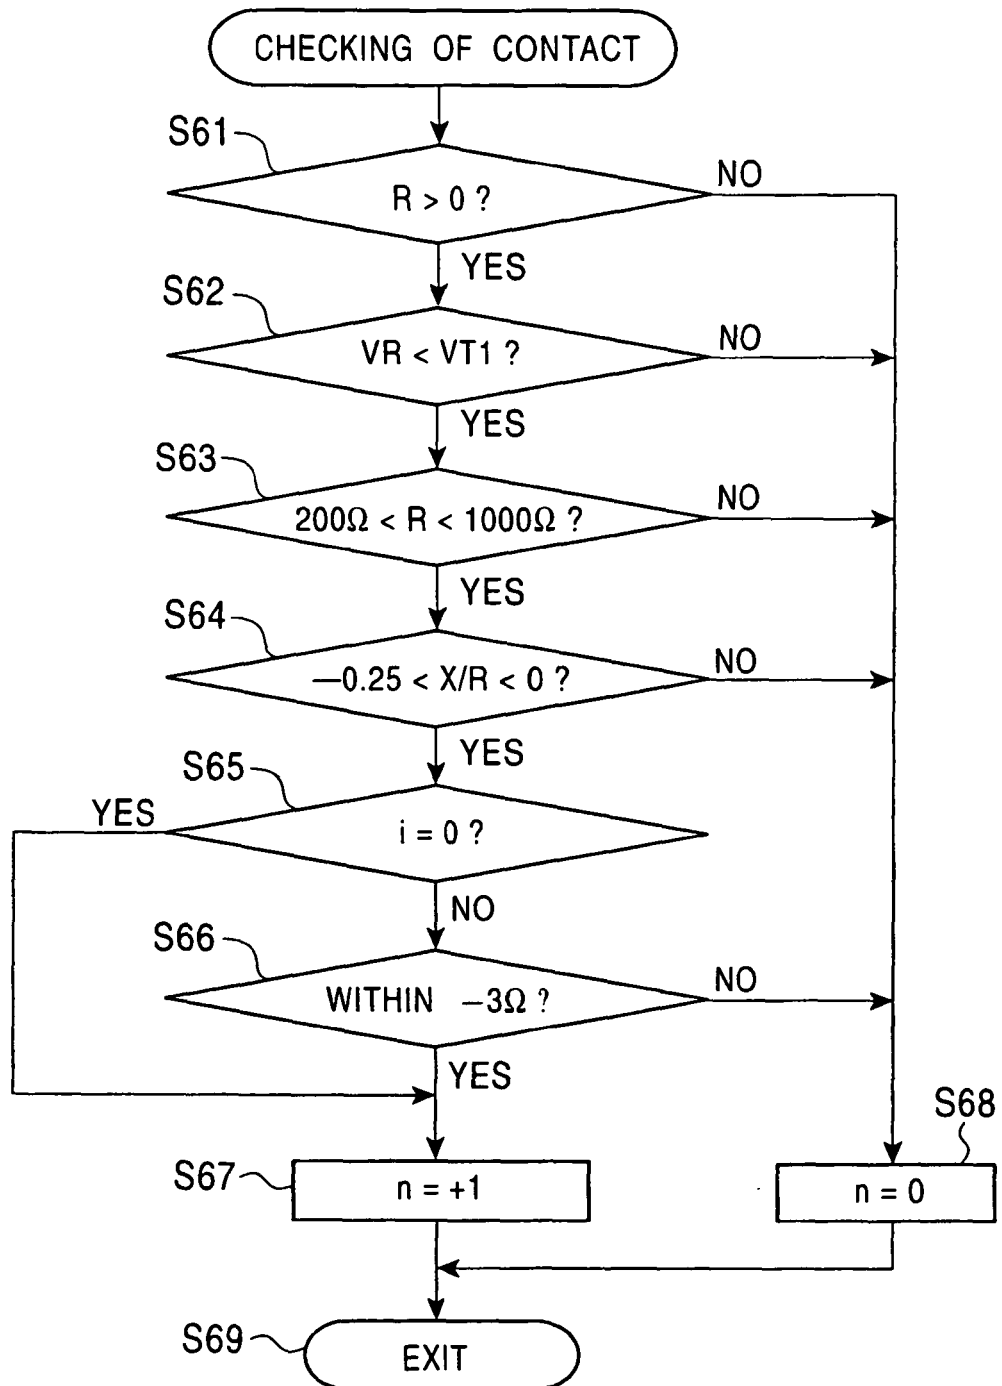 CHECKING OF CONTACT
S61
R > 0 ?
NO
YES
S62
VR < VT1 ?
NO
YES
S63
200Ω < R < 1000Ω ?
NO
YES
S64
—0.25 < X/R < 0 ?
NO
YES
S65
YES
i = 0 ?
NO
S66
WITHIN —3Ω ?
NO
YES
S68
S67
n = +1
n = 0
S69
EXIT